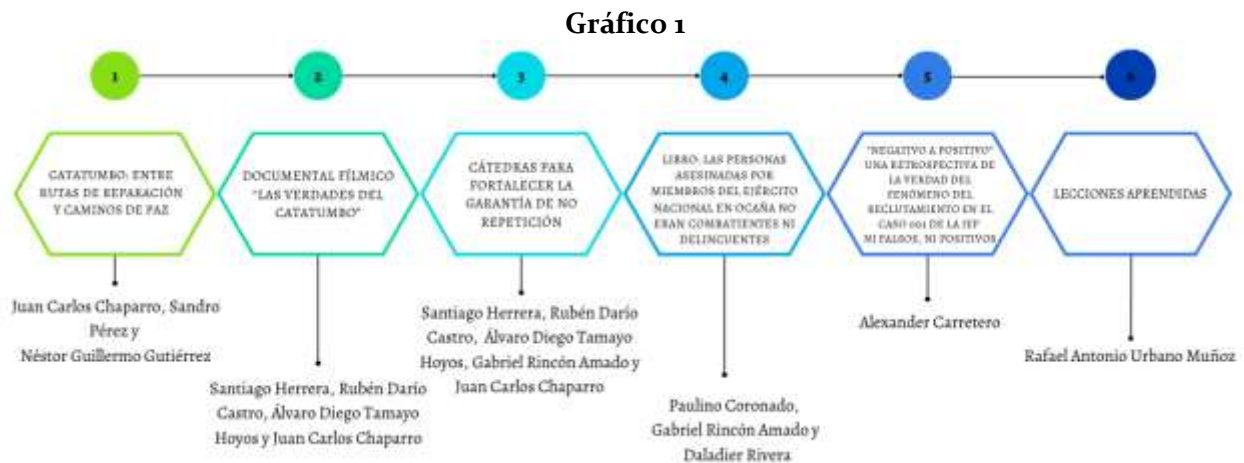 Gráfico 1
1
2
3
4
5
6
CATATUMBO: ENTRE
RUTAS DE REPARACIÓN
Y CAMINOS DE PAZ
Juan Carlos Chaparro, Sandro
Pérez y
Néstor Guillermo Gutiérrez
DOCUMENTAL FÍLMICO
"LAS VERDADES DEL
CATATUMBO"
Santiago Herrera, Rubén Darío
Castro, Álvaro Diego Tamayo
Hoyos y Juan Carlos Chaparro
CÁTEDRAS PARA
FORTALECER LA
GARANTÍA DE NO
REPETICIÓN
Santiago Herrera, Rubén Darío
Castro, Álvaro Diego Tamayo
Hoyos, Gabriel Rincón Amado y
Juan Carlos Chaparro
LIBRO: LAS PERSONAS
ASESINADAS POR
MIEMBROS DEL EJÉRCITO
NACIONAL EN OCAÑA NO
ERAN COMBATIENTES NI
DELINCUENTES
Paulino Coronado,
Gabriel Rincón Amado y
Daladier Rivera
"NEGATIVO A POSITIVO"
UNA RETROSPECTIVA DE
LA VERDAD DEL
FENÓMENO DEL
RECLUTAMIENTO EN EL
CASO 003 DE LA JEP
NI FALSOS, NI POSITIVOS
Alexander Carretero
LECCIONES APRENDIDAS
Rafael Antonio Urbano Muñoz